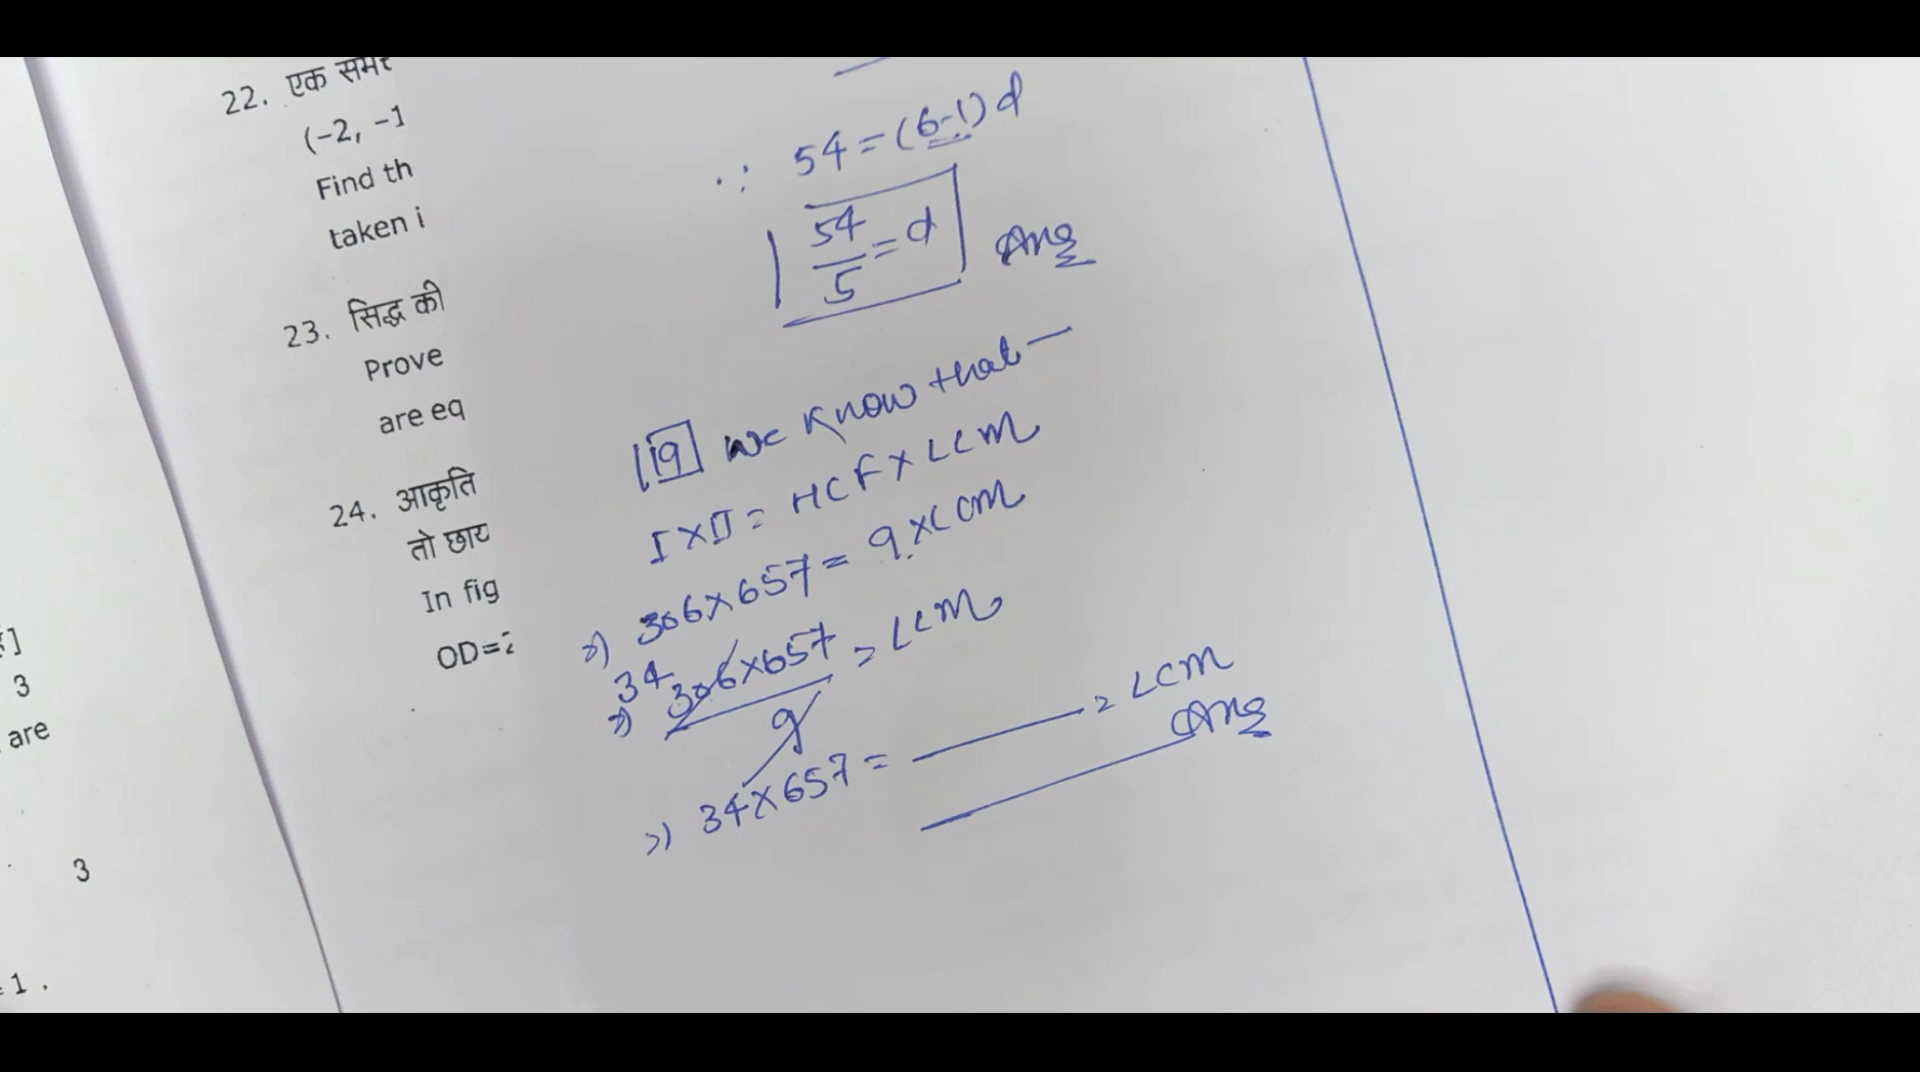 22. एक सम
(-2, -1
Find th
taken i
23. सिद्ध की
Prove
are eq
24. आकृति
तो छाय
In fig
OD=2
3
are
3
=1.
∴ 54=(6-1)d
54/5=d Ans
19 We know that—
I×II= HCF×LCM
⇒) 306×657= 9×LCM
34
⇒) 306×657/9 = LCM
⇒) 34×657= = LCM
Ans